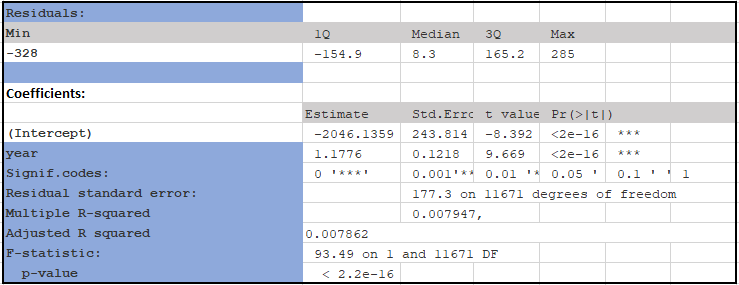 Residuals:
Min 1Q Median 3Q Max
-328 -154.9 8.3 165.2 285
Coefficients:
Estimate Std.Errc t value Pr(>|t|)
(Intercept) -2046.1359 243.814 -8.392 <2e-16 ***
year 1.1776 0.1218 9.669 <2e-16 ***
Signif.codes: 0 '***' 0.001'** 0.01 '* 0.05 ' 0.1 ' ' 1
Residual standard error: 177.3 on 11671 degrees of freedom
Multiple R-squared 0.007947,
Adjusted R squared 0.007862
F-statistic: 93.49 on 1 and 11671 DF
p-value < 2.2e-16